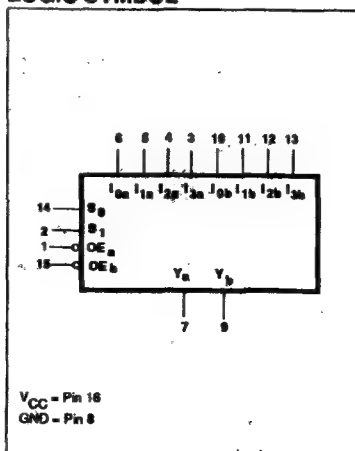 LOGIC SYMBOL
6 5 4 3 10 11 12 13
I0a I1a I2a I3a I0b I1b I2b I3b
14 S0
2 S1
1 OEa
15 OEb
Ya Yb
7 9
VCC = Pin 16
GND = Pin 8